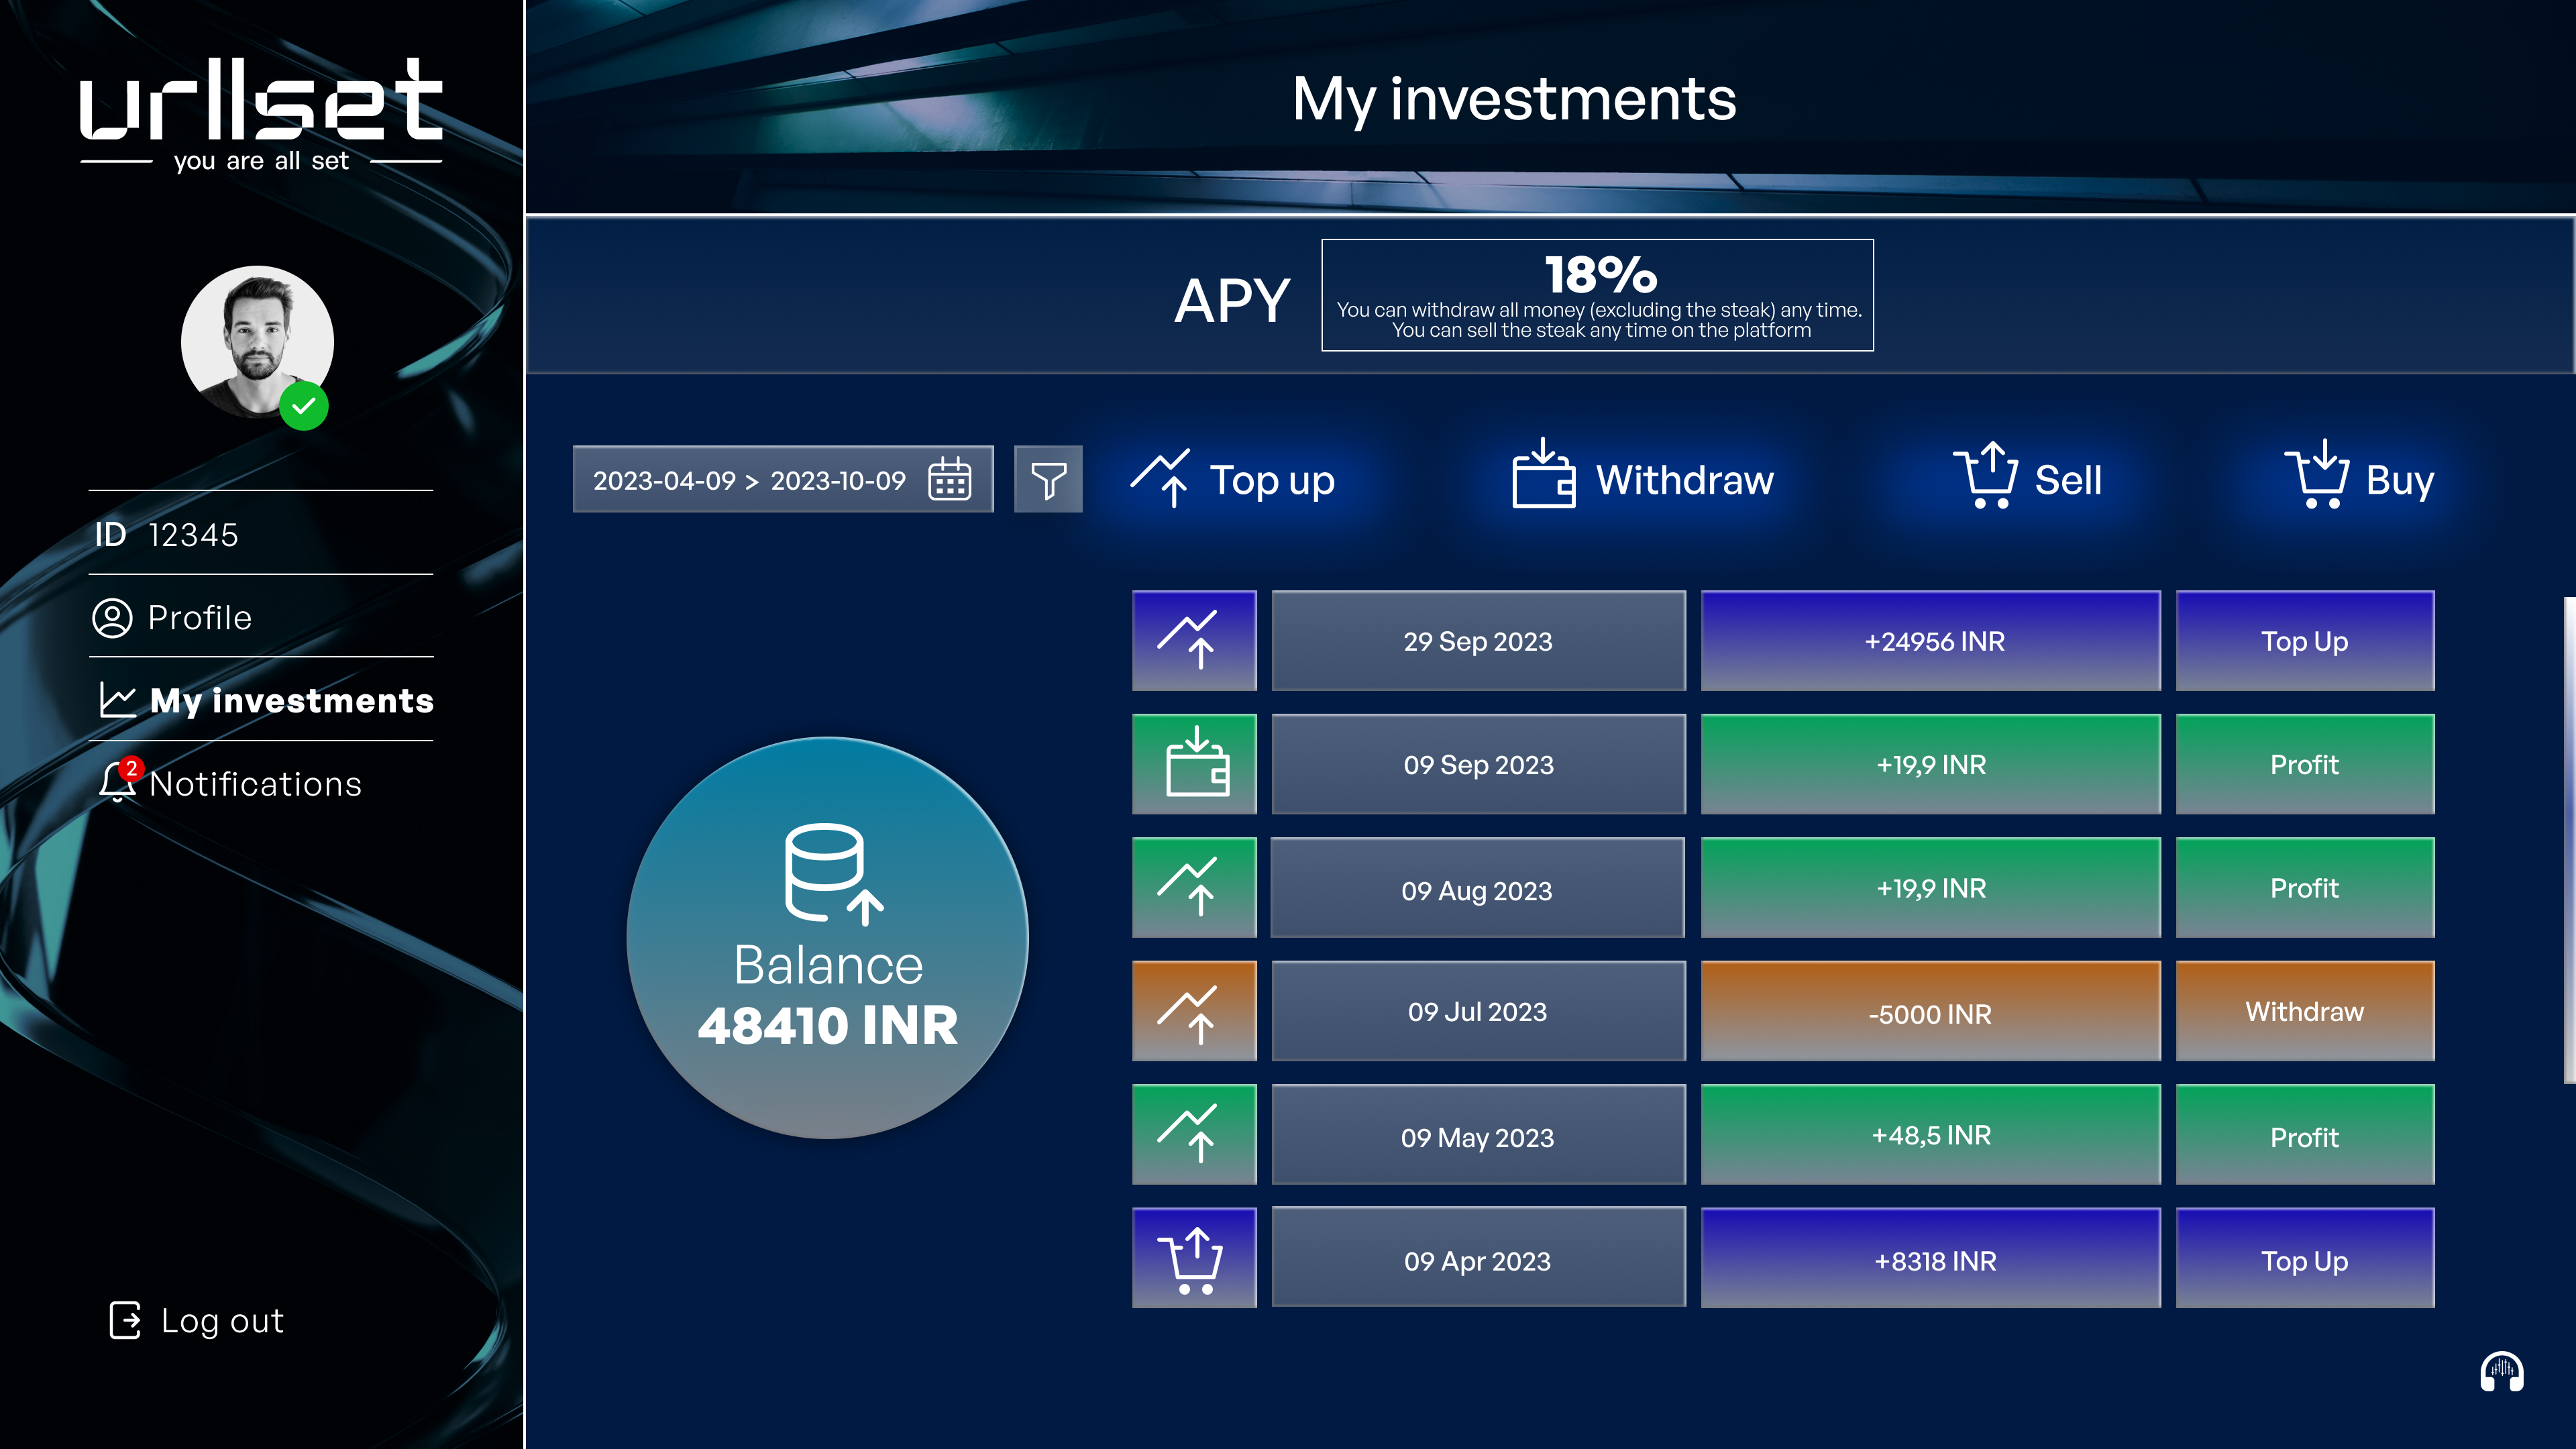 urllset
you are all set
ID 12345
Profile
My investments
2
Notifications
Log out
My investments
APY
18%
You can withdraw all money (excluding the steak) any time.
You can sell the steak any time on the platform
2023-04-09 > 2023-10-09
Top up
Withdraw
Sell
Buy
Balance
48410 INR
29 Sep 2023 +24956 INR Top Up
09 Sep 2023 +19,9 INR Profit
09 Aug 2023 +19,9 INR Profit
09 Jul 2023 -5000 INR Withdraw
09 May 2023 +48,5 INR Profit
09 Apr 2023 +8318 INR Top Up